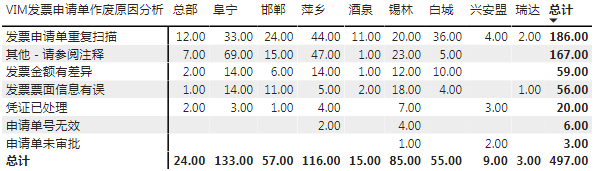 VIM发票申请单作废原因分析 总部 阜宁 邯郸 萍乡 酒泉 锡林 白城 兴安盟 瑞达 总计
发票申请单重复扫描 12.00 33.00 24.00 44.00 11.00 20.00 36.00 4.00 2.00 186.00
其他 - 请参阅注释 7.00 69.00 15.00 47.00 1.00 23.00 5.00 167.00
发票金额有差异 2.00 14.00 6.00 14.00 1.00 12.00 10.00 59.00
发票票面信息有误 1.00 14.00 11.00 5.00 2.00 18.00 4.00 1.00 56.00
凭证已处理 2.00 3.00 1.00 4.00 7.00 3.00 20.00
申请单号无效 2.00 4.00 6.00
申请单未审批 1.00 2.00 3.00
总计 24.00 133.00 57.00 116.00 15.00 85.00 55.00 9.00 3.00 497.00